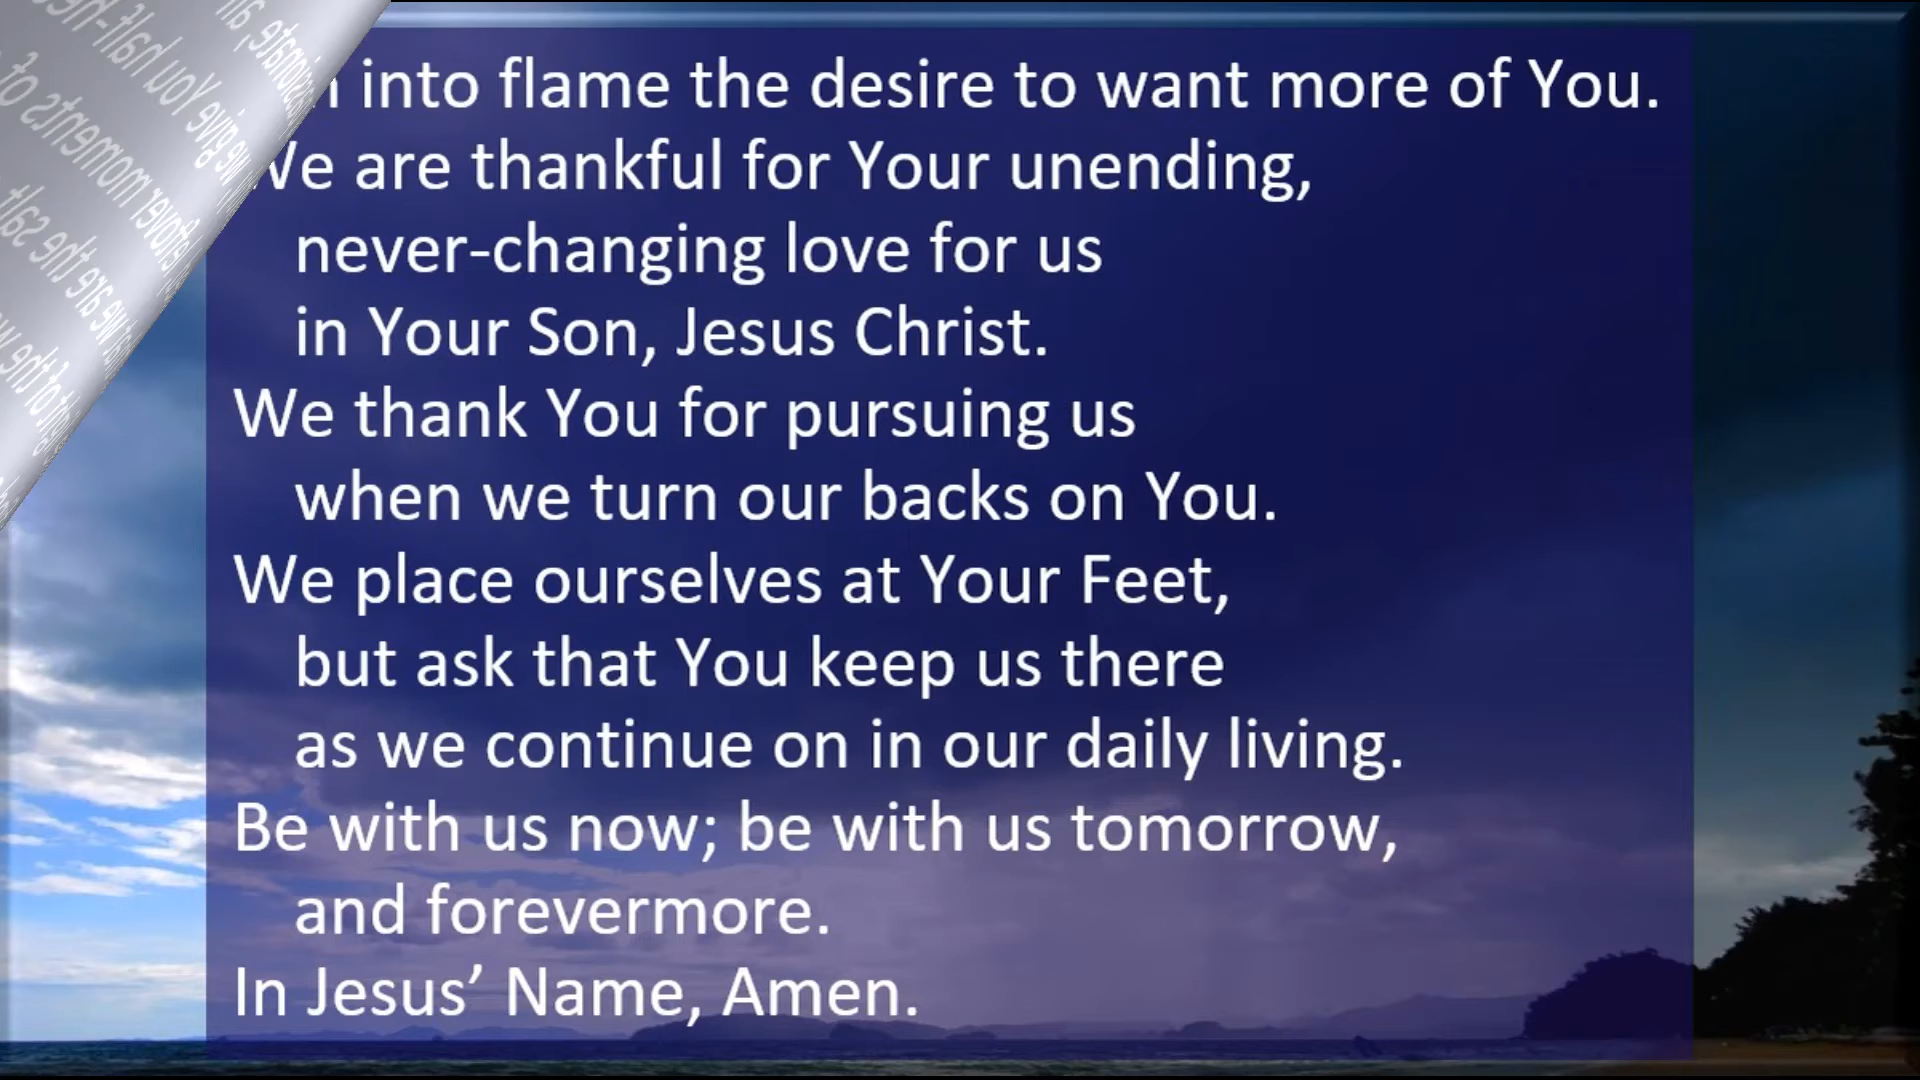 into flame the desire to want more of You.
We are thankful for Your unending,
never-changing love for us
in Your Son, Jesus Christ.
We thank You for pursuing us
when we turn our backs on You.
We place ourselves at Your Feet,
but ask that You keep us there
as we continue on in our daily living.
Be with us now; be with us tomorrow,
and forevermore.
In Jesus’ Name, Amen.